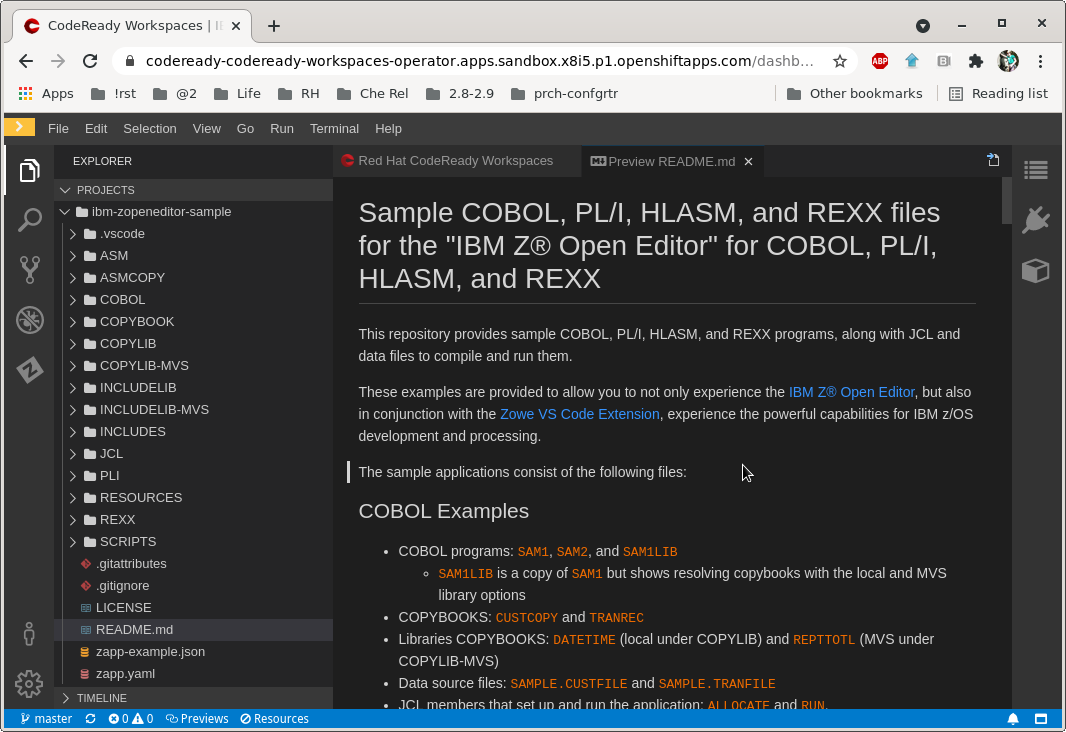 CodeReady Workspaces | I
codeready-codeready-workspaces-operator.apps.sandbox.x8i5.p1.openshiftapps.com/dashb...
ABP
Apps
!rst
@2
Life
RH
Che Rel
2.8-2.9
prch-confgrtr
Other bookmarks
Reading list
File Edit Selection View Go Run Terminal Help
EXPLORER
PROJECTS
ibm-zopeneditor-sample
.vscode
ASM
ASMCOPY
COBOL
COPYBOOK
COPYLIB
COPYLIB-MVS
INCLUDELIB
INCLUDELIB-MVS
INCLUDES
JCL
PLI
RESOURCES
REXX
SCRIPTS
.gitattributes
.gitignore
LICENSE
README.md
zapp-example.json
zapp.yaml
TIMELINE
Red Hat CodeReady Workspaces
Preview README.md
Sample COBOL, PL/I, HLASM, and REXX files
for the "IBM Z® Open Editor" for COBOL, PL/I,
HLASM, and REXX
This repository provides sample COBOL, PL/I, HLASM, and REXX programs, along with JCL and
data files to compile and run them.
These examples are provided to allow you to not only experience the IBM Z® Open Editor, but also
in conjunction with the Zowe VS Code Extension, experience the powerful capabilities for IBM z/OS
development and processing.
The sample applications consist of the following files:
COBOL Examples
• COBOL programs: SAM1, SAM2, and SAM1LIB
◦ SAM1LIB is a copy of SAM1 but shows resolving copybooks with the local and MVS
library options
• COPYBOOKS: CUSTCOPY and TRANREC
• Libraries COPYBOOKS: DATETIME (local under COPYLIB) and REPTTOTL (MVS under
COPYLIB-MVS)
• Data source files: SAMPLE.CUSTFILE and SAMPLE.TRANFILE
• JCL members that set up and run the application: ALLOCATE and RUN.
master 0 0 Previews Resources